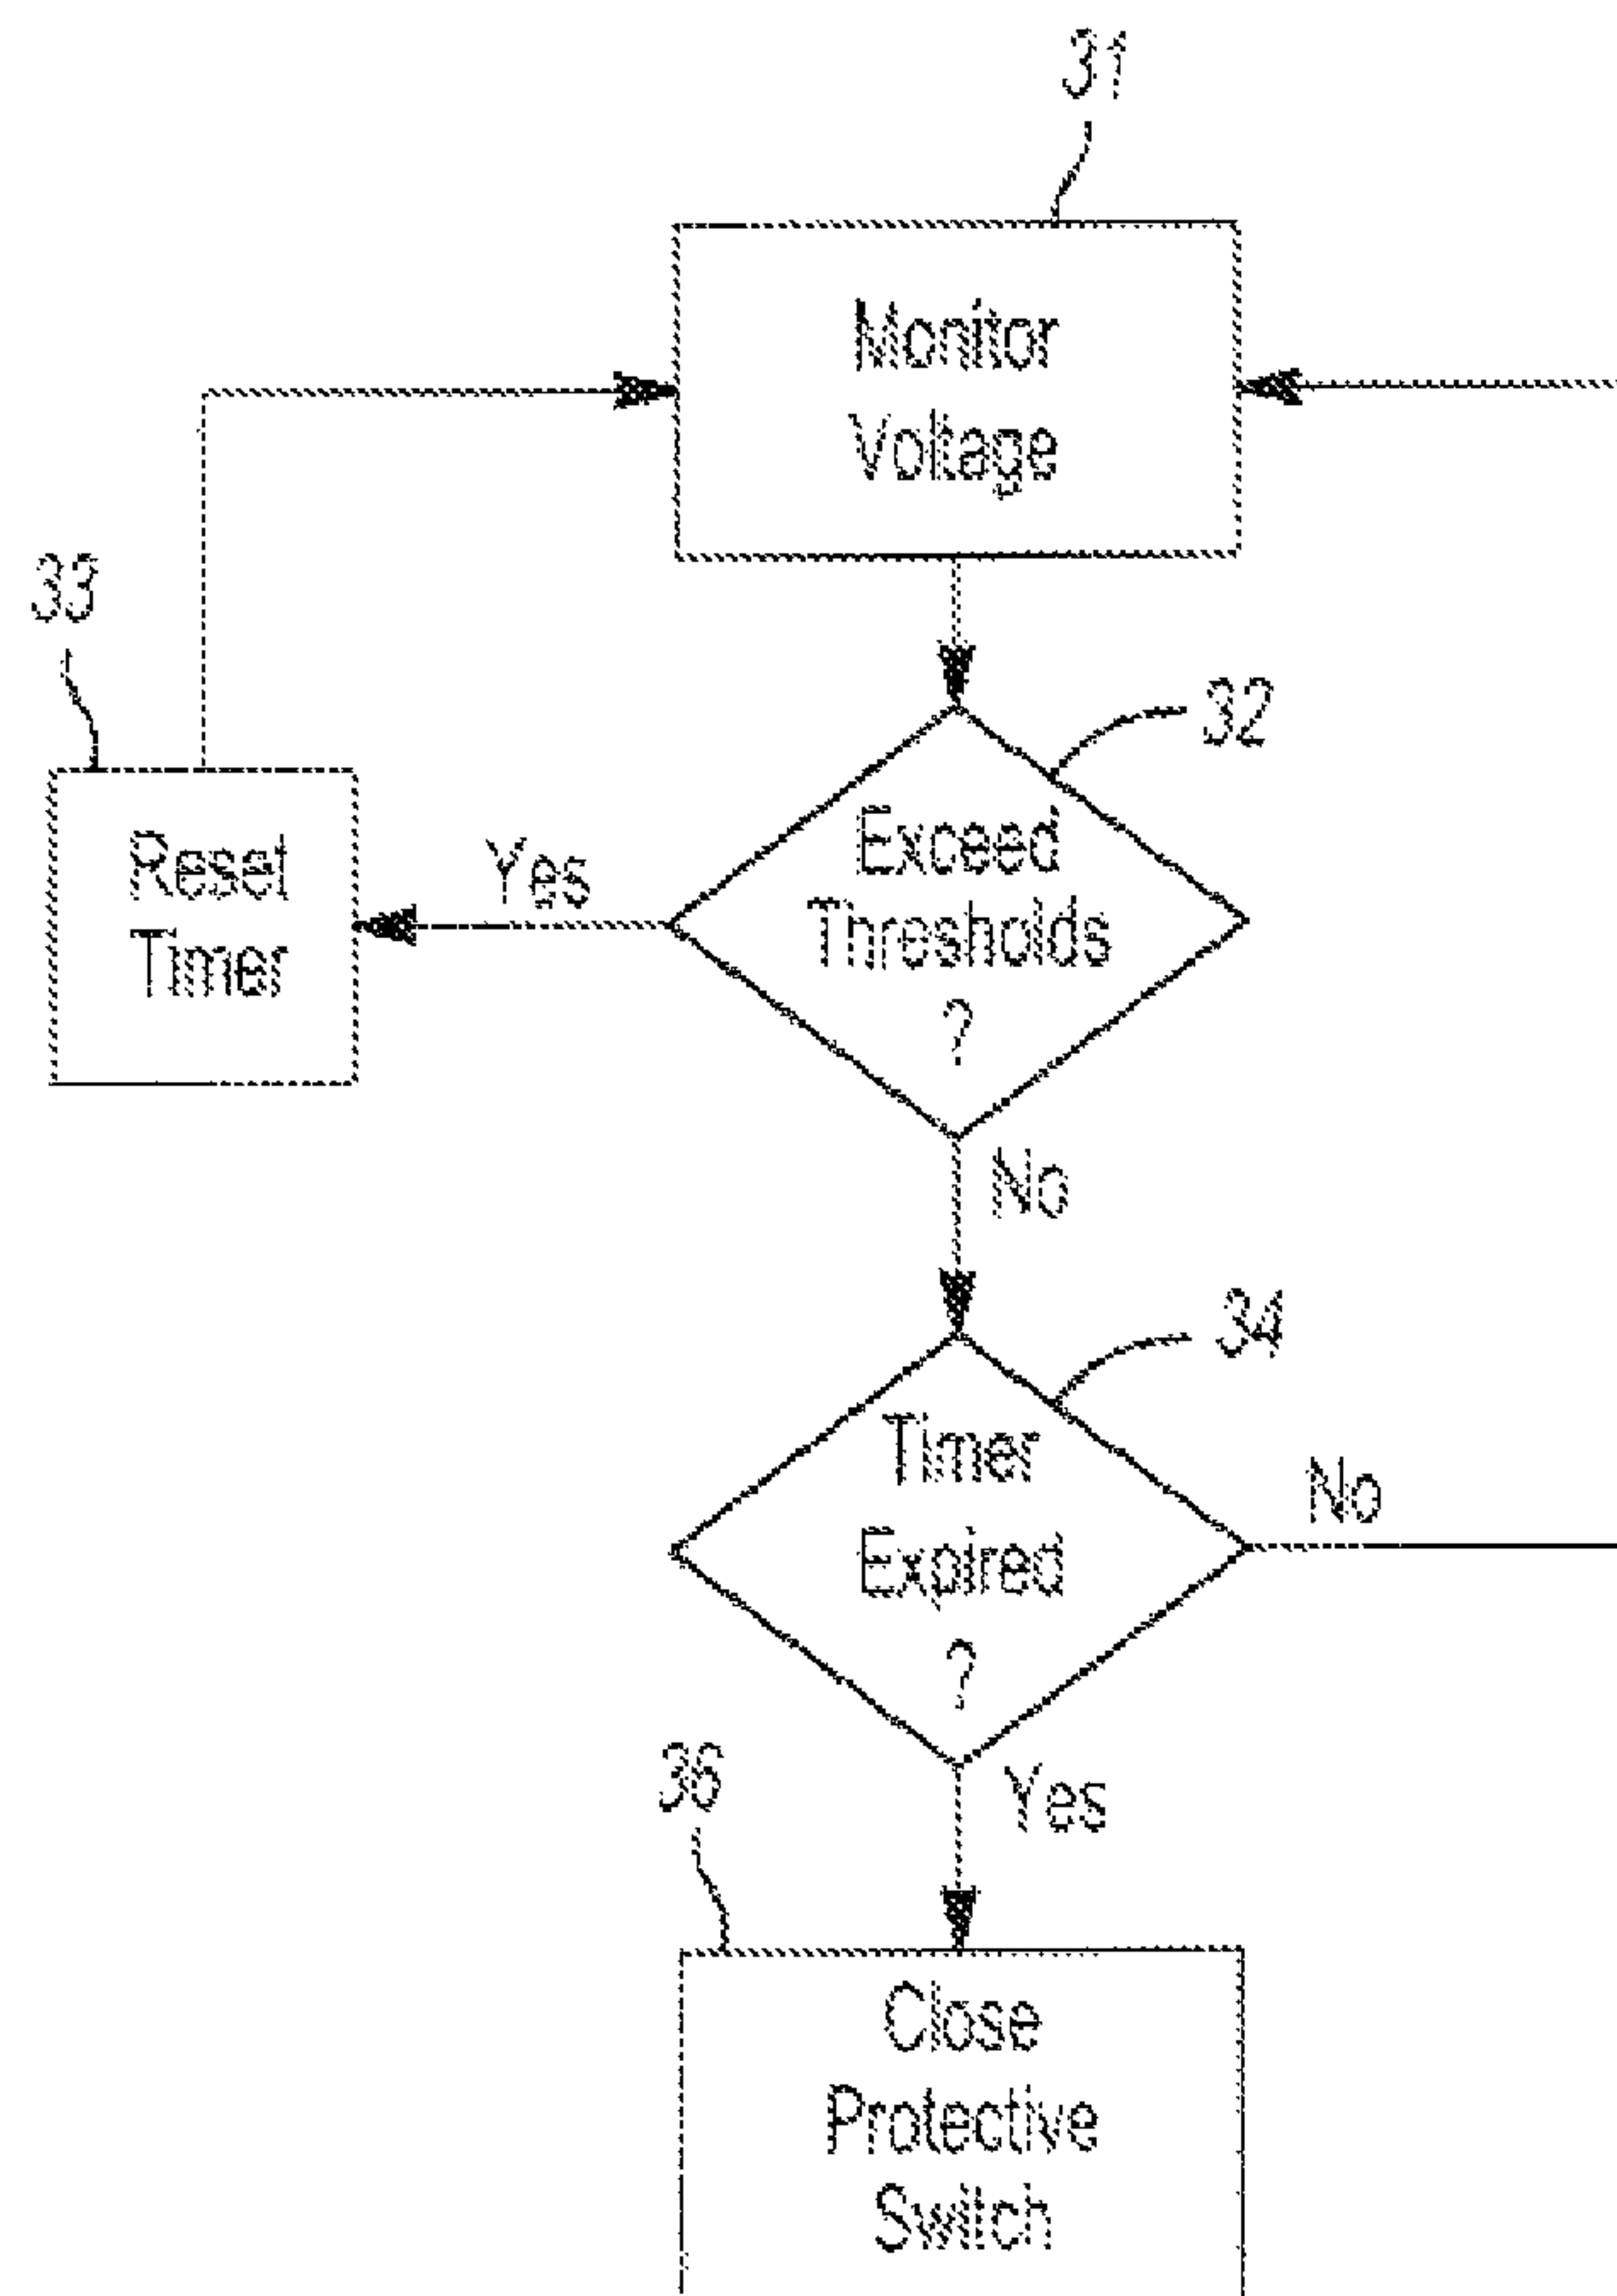 31
Monitor
Voltage
33
32
Exceed
Thresholds
?
Yes
Reset
Timer
No
34
Timer
Expired
?
No
36
Yes
Close
Protective
Switch